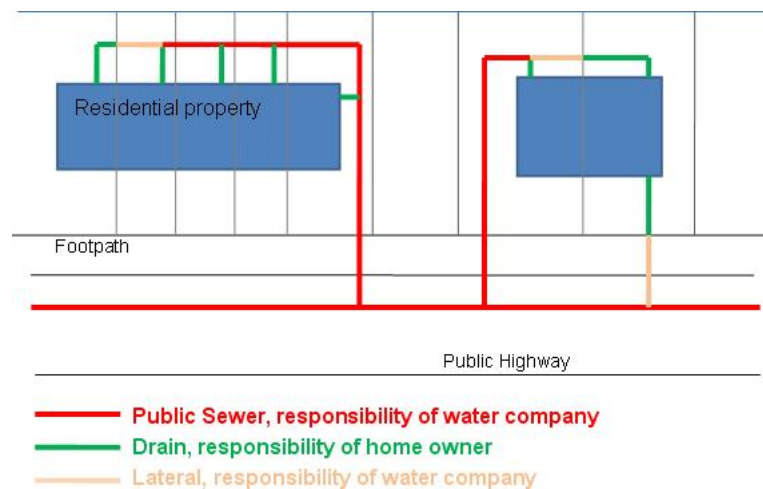 Residential property
Footpath
Public Highway
Public Sewer, responsibility of water company
Drain, responsibility of home owner
Lateral, responsibility of water company